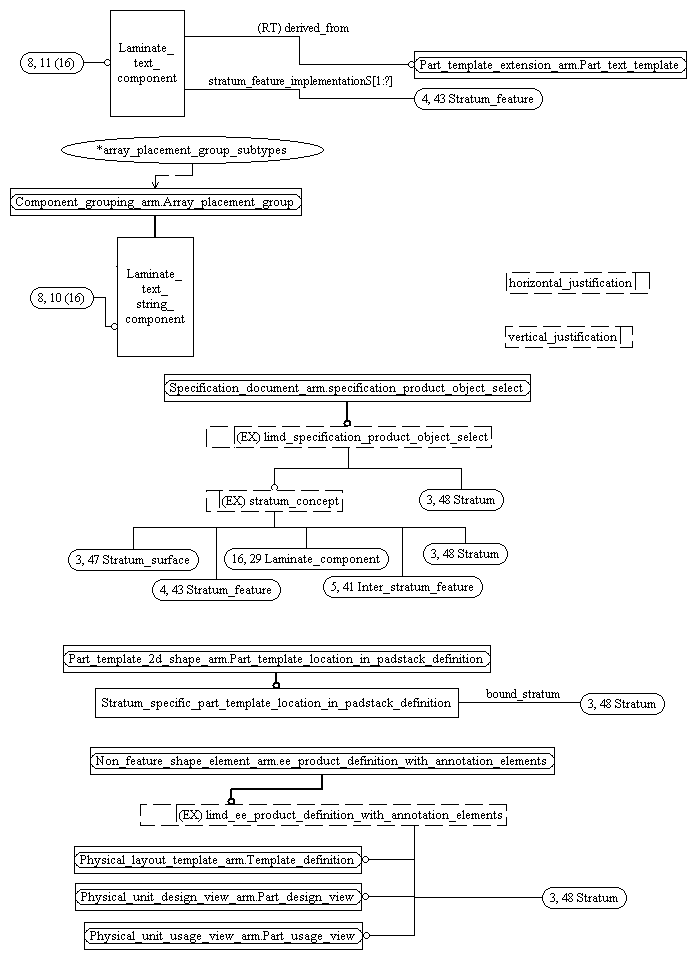 (RT) derived_from
8, 11 (16)
Laminate_
text_
component
Part_template_extension_arm.Part_text_template
stratum_feature_implementationS[1:?]
4, 43 Stratum_feature
*array_placement_group_subtypes
Component_grouping_arm.Array_placement_group
8, 10 (16)
Laminate_
text_
string_
component
horizontal_justification
vertical_justification
Specification_document_arm.specification_product_object_select
(EX) limd_specification_product_object_select
(EX) stratum_concept
3, 48 Stratum
3, 47 Stratum_surface
16, 29 Laminate_component
3, 48 Stratum
4, 43 Stratum_feature
5, 41 Inter_stratum_feature
Part_template_2d_shape_arm.Part_template_location_in_padstack_definition
Stratum_specific_part_template_location_in_padstack_definition
bound_stratum
3, 48 Stratum
Non_feature_shape_element_arm.ee_product_definition_with_annotation_elements
(EX) limd_ee_product_definition_with_annotation_elements
Physical_layout_template_arm.Template_definition
Physical_unit_design_view_arm.Part_design_view
3, 48 Stratum
Physical_unit_usage_view_arm.Part_usage_view